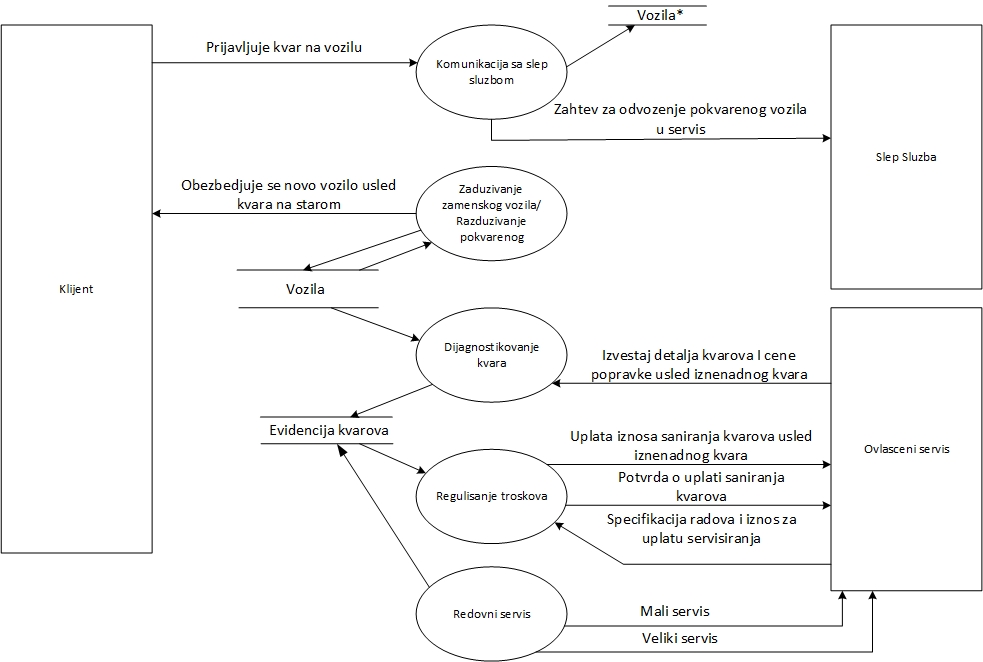 Vozila*
Prijavljuje kvar na vozilu
Komunikacija sa slep
sluzbom
Zahtev za odvozenje pokvarenog vozila
u servis
Slep Sluzba
Obezbedjuje se novo vozilo usled
kvara na starom
Zaduzivanje
zamenskog vozila/
Razduzivanje
pokvarenog
Klijent
Vozila
Dijagnostikovanje
kvara
Izvestaj detalja kvarova I cene
popravke usled iznenadnog kvara
Evidencija kvarova
Uplata iznosa saniranja kvarova usled
iznenadnog kvara
Ovlasceni servis
Regulisanje troskova
Potvrda o uplati saniranja
kvarova
Specifikacija radova i iznos za
uplatu servisiranja
Redovni servis
Mali servis
Veliki servis